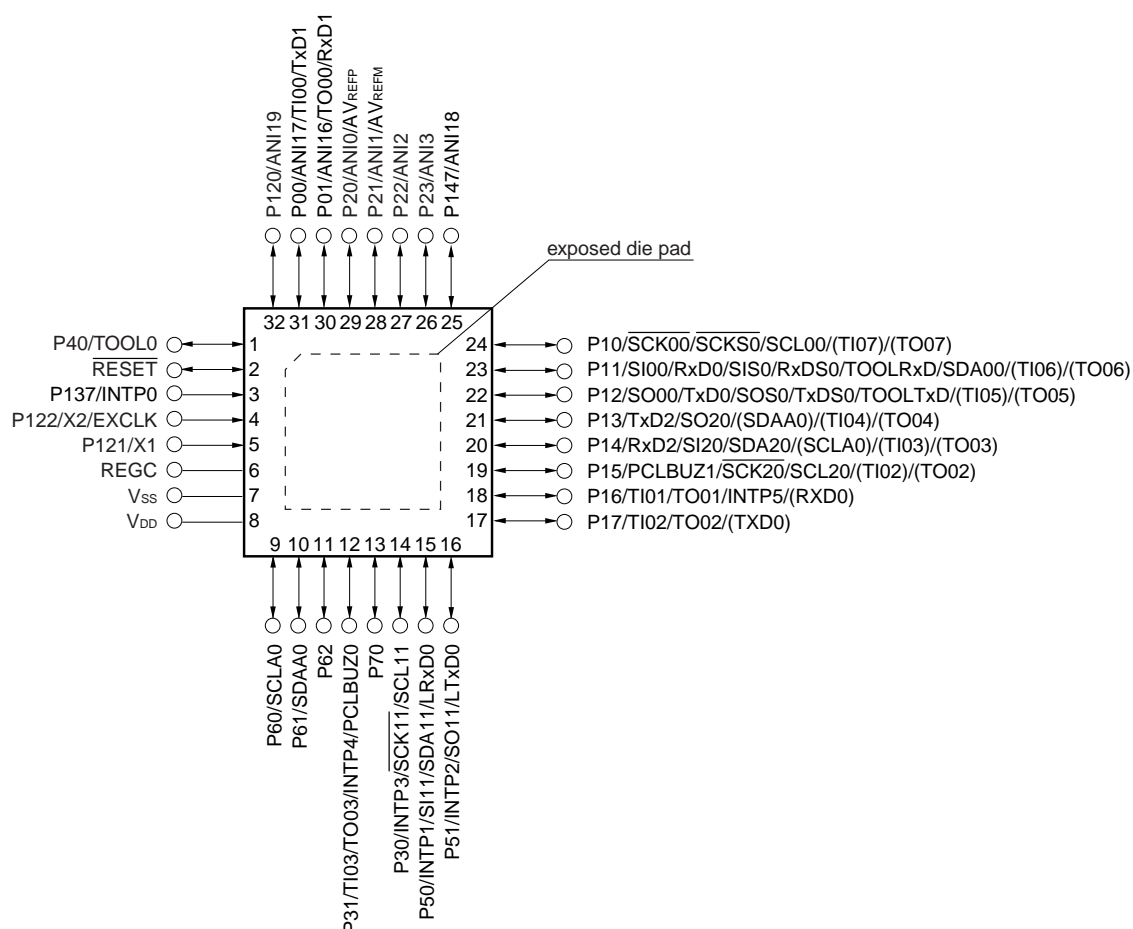 P120/ANI19
P00/ANI17/TI00/TxD1
P01/ANI16/TO00/RxD1
P20/ANI0/AVREFP
P21/ANI1/AVREFM
P22/ANI2
P23/ANI3
P147/ANI18
exposed die pad
32 31 30 29 28 27 26 25
P40/TOOL0 1
RESET 2
P137/INTP0 3
P122/X2/EXCLK 4
P121/X1 5
REGC 6
VSS 7
VDD 8
24 P10/SCK00/SCKS0/SCL00/(TI07)/(TO07)
23 P11/SI00/RxD0/SIS0/RxDS0/TOOLRxD/SDA00/(TI06)/(TO06)
22 P12/SO00/TxD0/SOS0/TxDS0/TOOLTxD/(TI05)/(TO05)
21 P13/TxD2/SO20/(SDAA0)/(TI04)/(TO04)
20 P14/RxD2/SI20/SDA20/(SCLA0)/(TI03)/(TO03)
19 P15/PCLBUZ1/SCK20/SCL20/(TI02)/(TO02)
18 P16/TI01/TO01/INTP5/(RXD0)
17 P17/TI02/TO02/(TXD0)
9 10 11 12 13 14 15 16
P60/SCLA0
P61/SDAA0
P62
P31/TI03/TO03/INTP4/PCLBUZ0
P70
P30/INTP3/SCK11/SCL11
P50/INTP1/SI11/SDA11/LRxD0
P51/INTP2/SO11/LTxD0